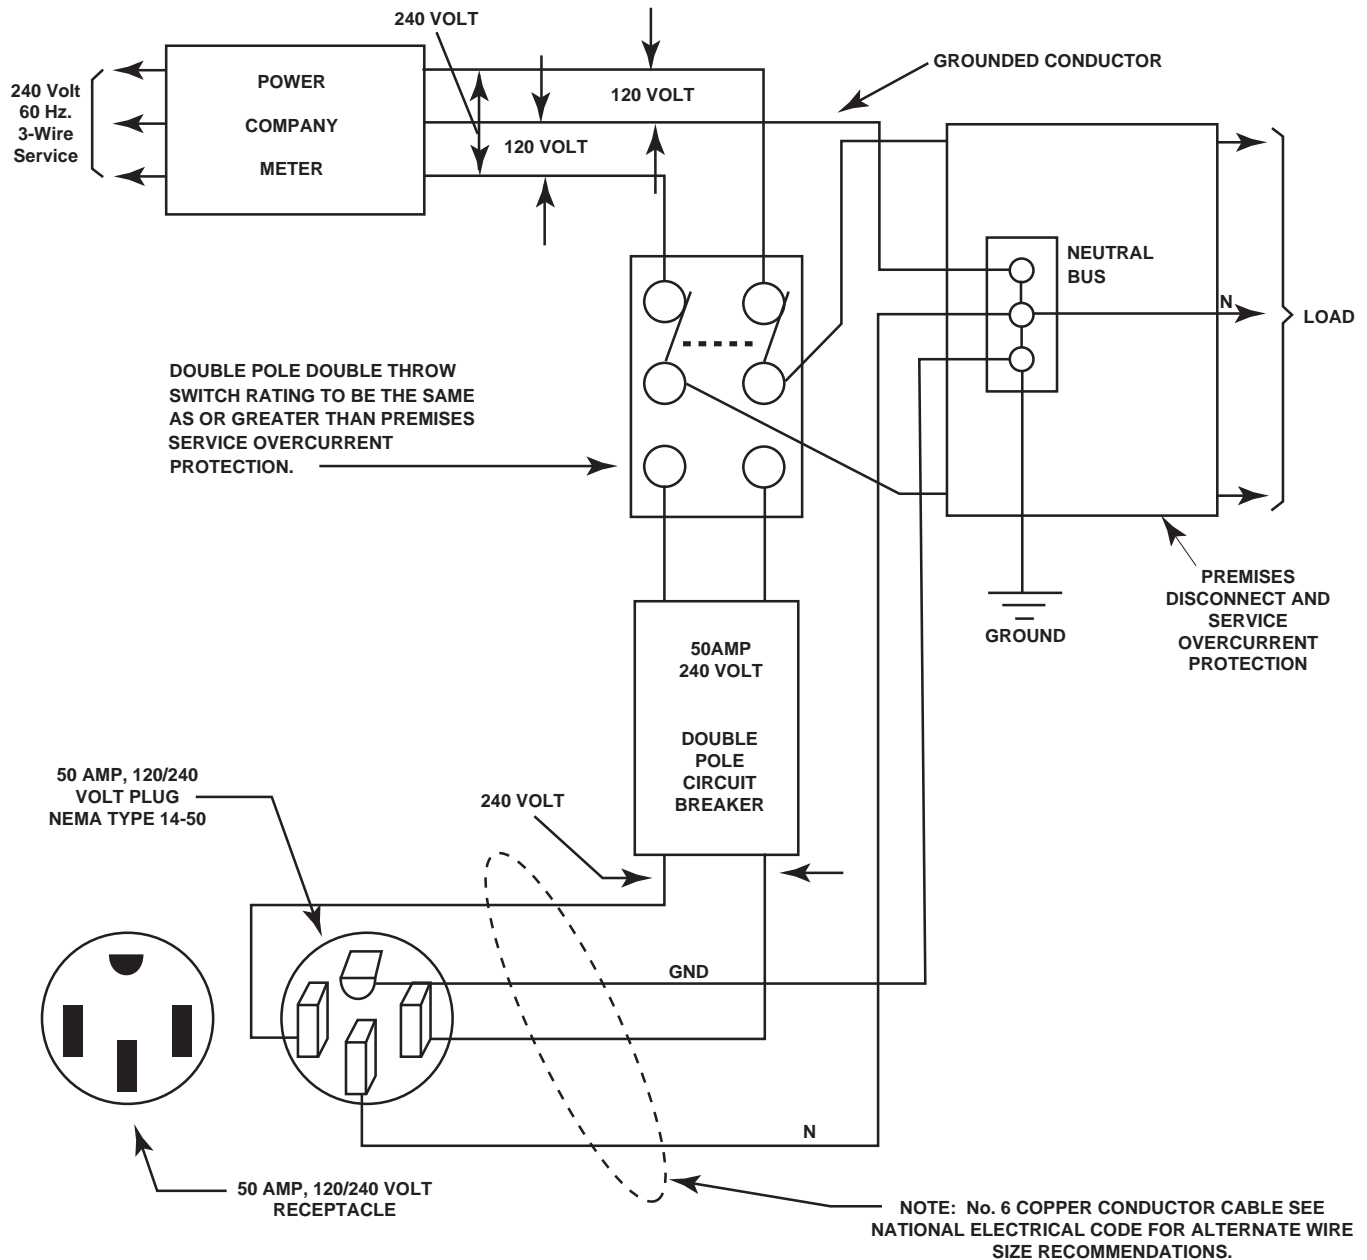 240 VOLT
GROUNDED CONDUCTOR
240 Volt
60 Hz.
3-Wire
Service
POWER
COMPANY
METER
120 VOLT
120 VOLT
NEUTRAL
BUS
N
LOAD
DOUBLE POLE DOUBLE THROW
SWITCH RATING TO BE THE SAME
AS OR GREATER THAN PREMISES
SERVICE OVERCURRENT
PROTECTION.
GROUND
PREMISES
DISCONNECT AND
SERVICE
OVERCURRENT
PROTECTION
50AMP
240 VOLT
DOUBLE
POLE
CIRCUIT
BREAKER
50 AMP, 120/240
VOLT PLUG
NEMA TYPE 14-50
240 VOLT
GND
N
50 AMP, 120/240 VOLT
RECEPTACLE
NOTE: No. 6 COPPER CONDUCTOR CABLE SEE
NATIONAL ELECTRICAL CODE FOR ALTERNATE WIRE
SIZE RECOMMENDATIONS.